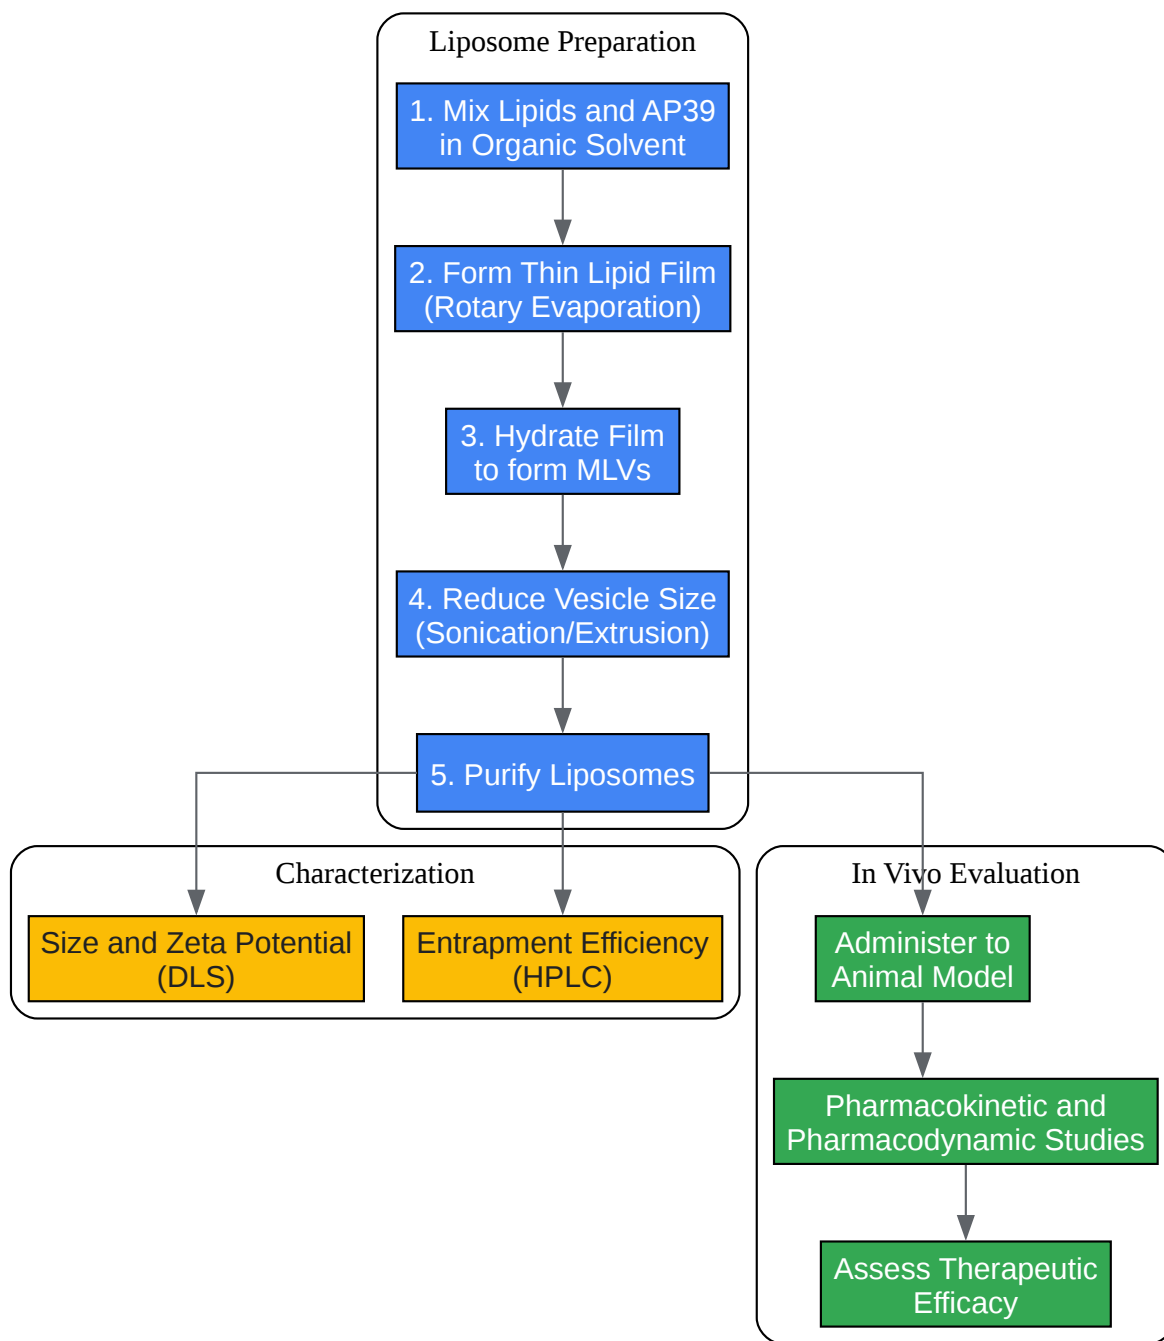 Liposome Preparation
1. Mix Lipids and AP39
in Organic Solvent
2. Form Thin Lipid Film
(Rotary Evaporation)
3. Hydrate Film
to form MLVs
4. Reduce Vesicle Size
(Sonication/Extrusion)
5. Purify Liposomes
Characterization
Size and Zeta Potential
(DLS)
Entrapment Efficiency
(HPLC)
In Vivo Evaluation
Administer to
Animal Model
Pharmacokinetic and
Pharmacodynamic Studies
Assess Therapeutic
Efficacy